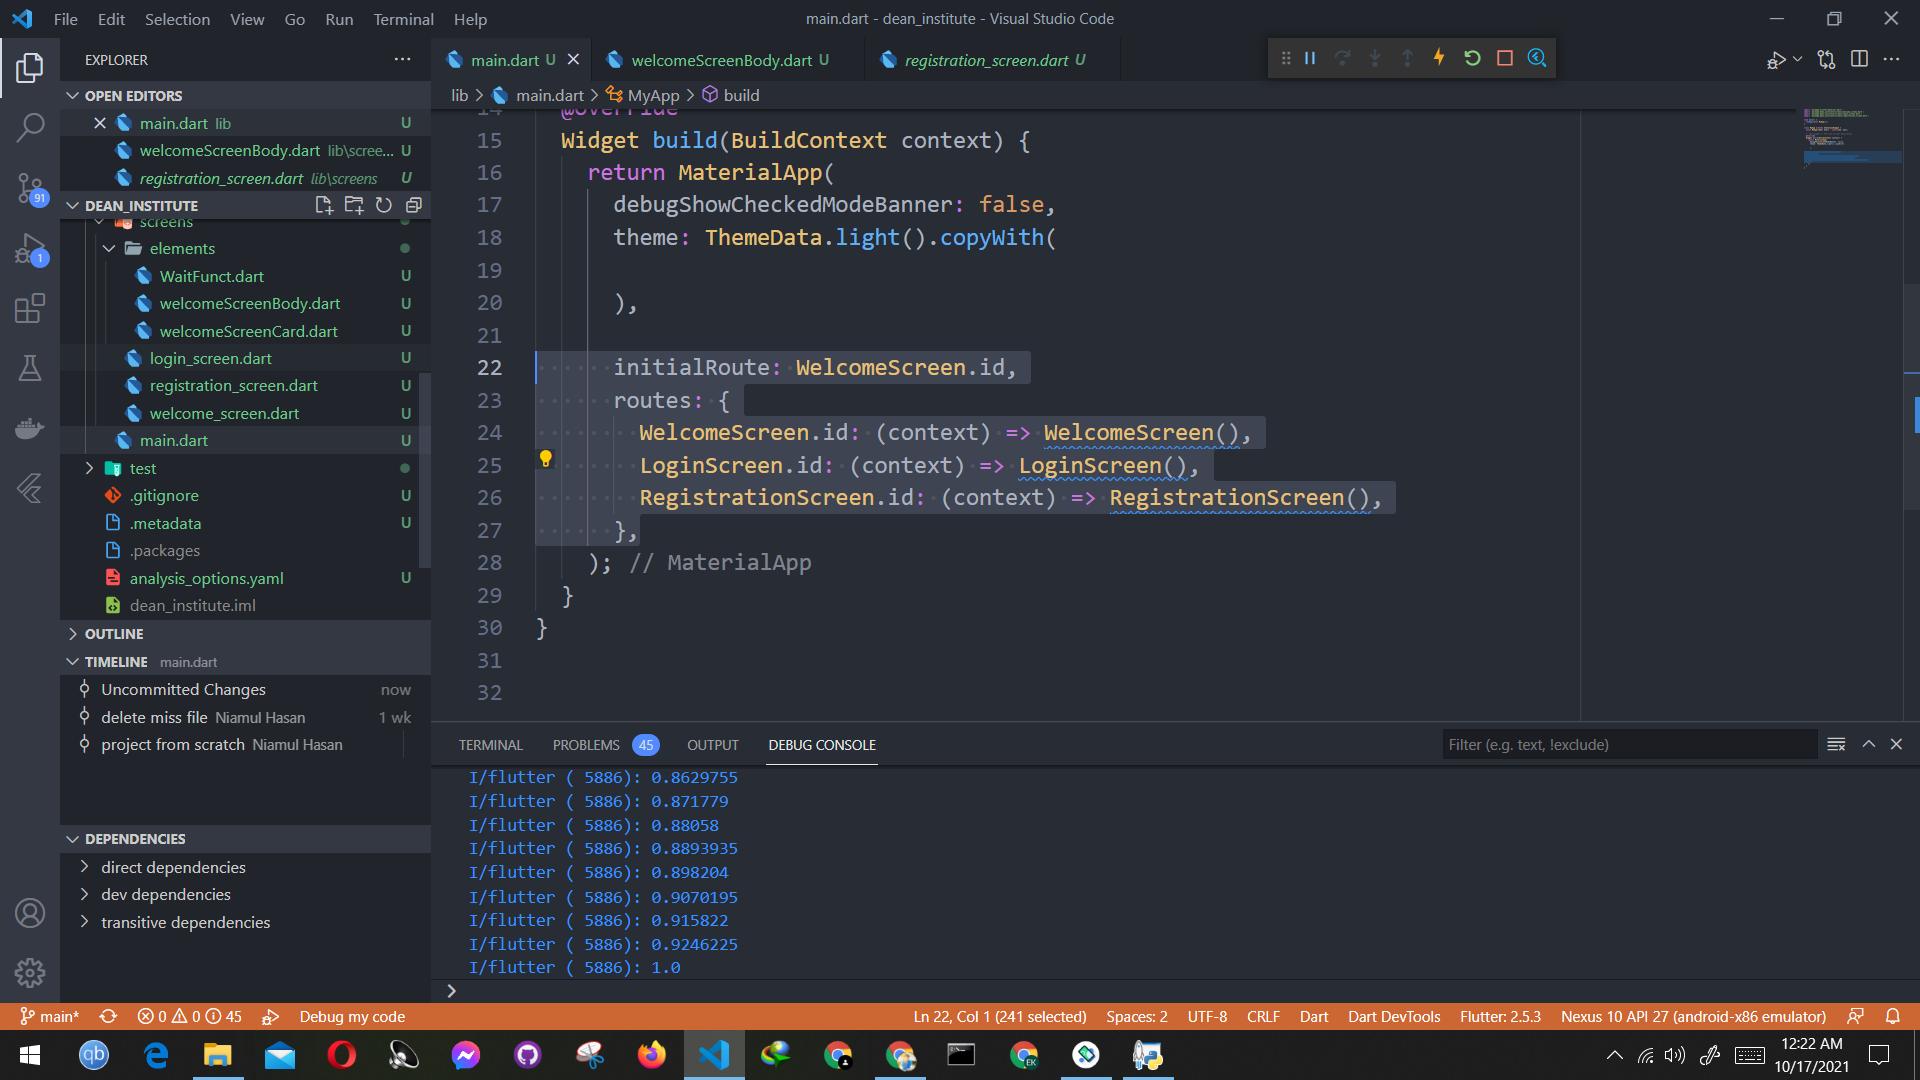 File Edit Selection View Go Run Terminal Help
main.dart - dean_institute - Visual Studio Code
EXPLORER
main.dart U
welcomeScreenBody.dart U
registration_screen.dart U
OPEN EDITORS
main.dart lib U
welcomeScreenBody.dart lib\scree... U
registration_screen.dart lib\screens U
DEAN_INSTITUTE
screens
elements
WaitFunct.dart U
welcomeScreenBody.dart U
welcomeScreenCard.dart U
login_screen.dart U
registration_screen.dart U
welcome_screen.dart U
main.dart U
test
.gitignore U
.metadata U
.packages
analysis_options.yaml U
dean_institute.iml
OUTLINE
TIMELINE main.dart
Uncommitted Changes now
delete miss file Niamul Hasan 1 wk
project from scratch Niamul Hasan
DEPENDENCIES
direct dependencies
dev dependencies
transitive dependencies
91
1
lib > main.dart > MyApp > build
14 @override
15 Widget build(BuildContext context) {
16 return MaterialApp(
17 debugShowCheckedModeBanner: false,
18 theme: ThemeData.light().copyWith(
19
20 ),
21
22 initialRoute: WelcomeScreen.id,
23 routes: {
24 WelcomeScreen.id: (context) => WelcomeScreen(),
25 LoginScreen.id: (context) => LoginScreen(),
26 RegistrationScreen.id: (context) => RegistrationScreen(),
27 },
28 ); // MaterialApp
29 }
30 }
31
32
TERMINAL PROBLEMS 45 OUTPUT DEBUG CONSOLE
Filter (e.g. text, !exclude)
I/flutter ( 5886): 0.8629755
I/flutter ( 5886): 0.871779
I/flutter ( 5886): 0.88058
I/flutter ( 5886): 0.8893935
I/flutter ( 5886): 0.898204
I/flutter ( 5886): 0.9070195
I/flutter ( 5886): 0.915822
I/flutter ( 5886): 0.9246225
I/flutter ( 5886): 1.0
>
main* 0 0 45 Debug my code
Ln 22, Col 1 (241 selected) Spaces: 2 UTF-8 CRLF Dart Dart DevTools Flutter: 2.5.3 Nexus 10 API 27 (android-x86 emulator)
qb
EK
12:22 AM
10/17/2021